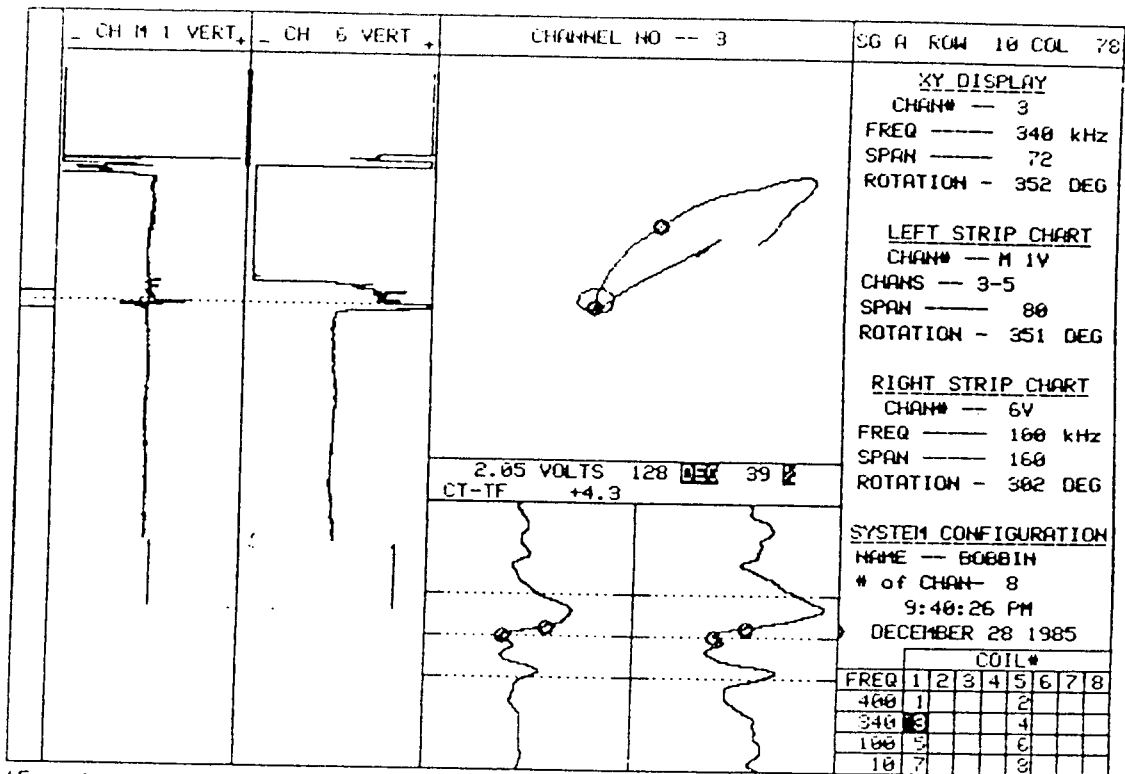 _ CH M 1 VERT + _ CH 6 VERT + CHANNEL NO -- 3 SG A ROW 10 COL 78
XY DISPLAY
CHAN# -- 3
FREQ ----- 340 kHz
SPAN ----- 72
ROTATION - 352 DEG
LEFT STRIP CHART
CHAN# -- M 1V
CHANS -- 3-5
SPAN ----- 80
ROTATION - 351 DEG
RIGHT STRIP CHART
CHAN# -- 6V
FREQ ----- 100 kHz
SPAN ----- 160
ROTATION - 302 DEG
2.05 VOLTS 128 DEG 39 %
CT-TF +4.3
SYSTEM CONFIGURATION
NAME -- BOBBIN
# of CHAN- 8
9:40:26 PM
DECEMBER 28 1985
COIL#
FREQ 1 2 3 4 5 6 7 8
400 1 2
340 3 4
100 5 6
10 7 8